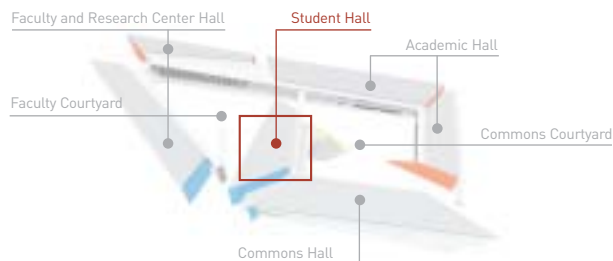 Faculty and Research Center Hall
Student Hall
Academic Hall
Faculty Courtyard
Commons Courtyard
Commons Hall